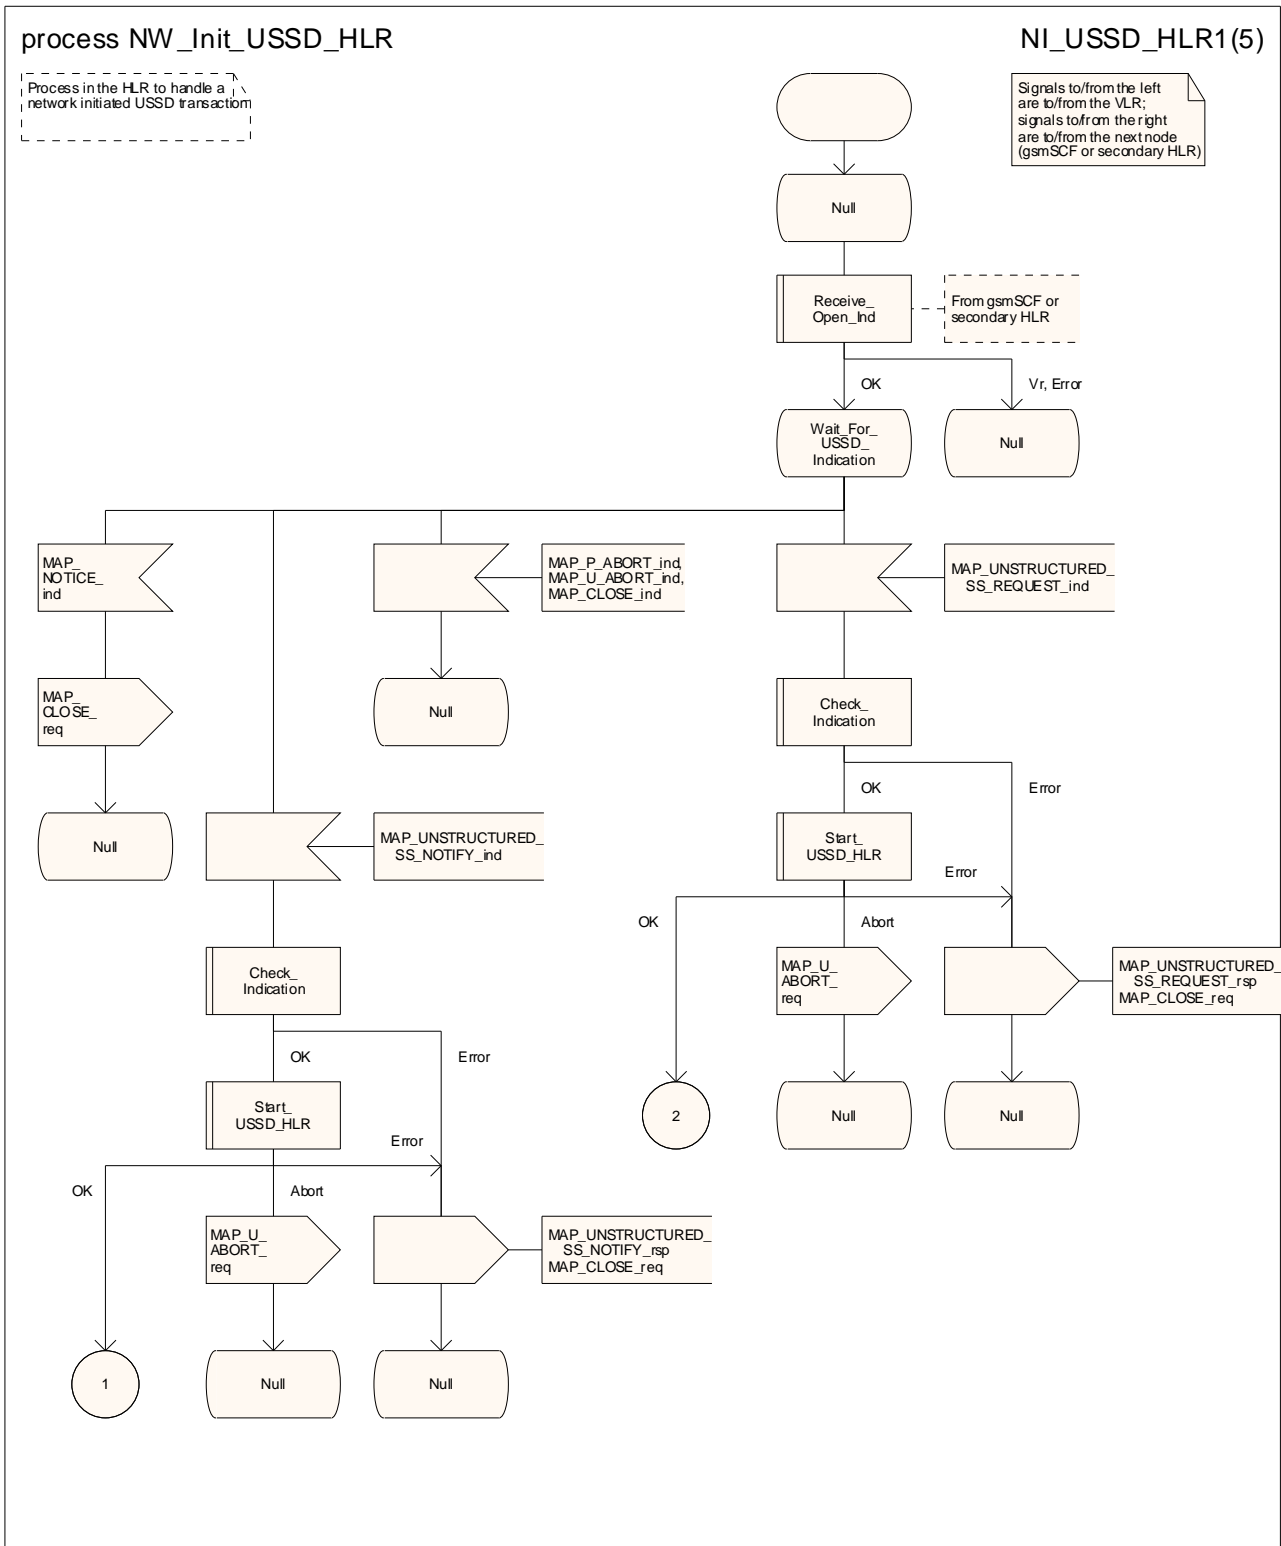 process NW_Init_USSD_HLR
NI_USSD_HLR1(5)
Process in the HLR to handle a
network initiated USSD transaction
Signals to/from the left
are to/from the VLR;
signals to/from the right
are to/from the next node
(gsmSCF or secondary HLR)
Null
Receive_
Open_Ind
From gsmSCF or
secondary HLR
OK
Vr, Error
Wait_For_
USSD_
Indication
Null
MAP_
NOTICE_
ind
MAP_P_ABORT_ind,
MAP_U_ABORT_ind,
MAP_CLOSE_ind
MAP_UNSTRUCTURED_
SS_REQUEST_ind
MAP_
CLOSE_
req
Null
Check_
Indication
OK
Error
Null
MAP_UNSTRUCTURED_
SS_NOTIFY_ind
Start_
USSD_HLR
Error
OK
Abort
Check_
Indication
MAP_U_
ABORT_
req
MAP_UNSTRUCTURED_
SS_REQUEST_rsp
MAP_CLOSE_req
OK
Error
Start_
USSD_HLR
2
Null
Null
Error
OK
Abort
MAP_U_
ABORT_
req
MAP_UNSTRUCTURED_
SS_NOTIFY_rsp
MAP_CLOSE_req
1
Null
Null